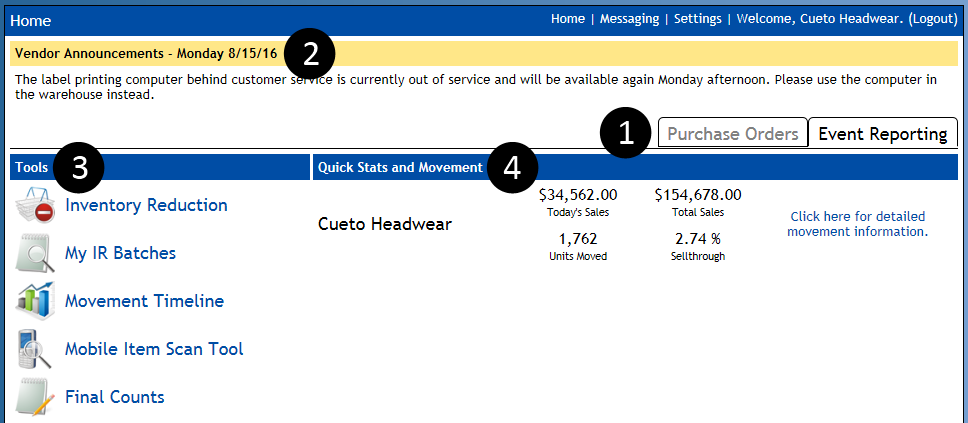 Home
Home | Messaging | Settings | Welcome, Cueto Headwear. (Logout)
Vendor Announcements - Monday 8/15/16
2
The label printing computer behind customer service is currently out of service and will be available again Monday afternoon. Please use the computer in
the warehouse instead.
1
Purchase Orders
Event Reporting
Tools
3
Quick Stats and Movement
4
Inventory Reduction
My IR Batches
Movement Timeline
Mobile Item Scan Tool
Final Counts
Cueto Headwear
$34,562.00
Today's Sales
$154,678.00
Total Sales
1,762
Units Moved
2.74 %
Sellthrough
Click here for detailed
movement information.